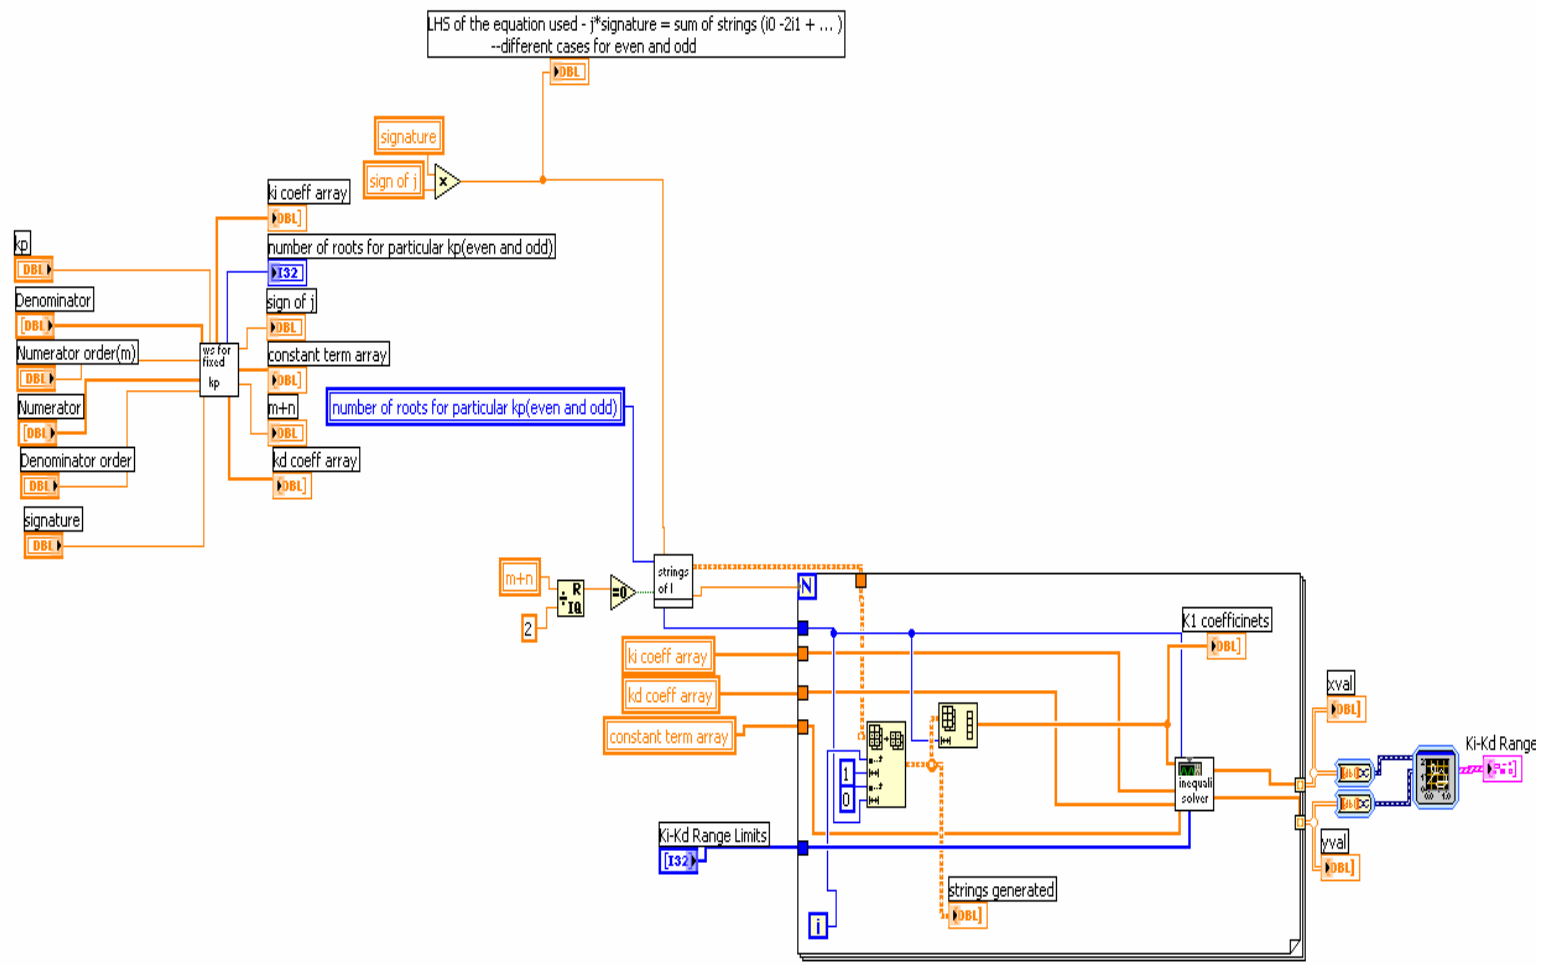 LHS of the equation used - j*signature = sum of strings (i0 -2i1 + ... )
--different cases for even and odd
DBL
signature
sign of j
x
ki coeff array
DBL]
number of roots for particular kp(even and odd)
I32
sign of j
DBL
constant term array
DBL]
m+n
DBL
kd coeff array
DBL]
kp
DBL
Denominator
[DBL
Numerator order(m)
DBL
Numerator
[DBL
Denominator order
DBL
signature
DBL
ws for
fixed
kp
number of roots for particular kp(even and odd)
m+n
2
R
IQ
=0
strings
of I
N
ki coeff array
kd coeff array
constant term array
1
0
Ki-Kd Range Limits
[I32]
i
K1 coefficinets
DBL]
inequali
solver
strings generated
DBL]
xval
DBL]
yval
DBL]
Ki-Kd Range